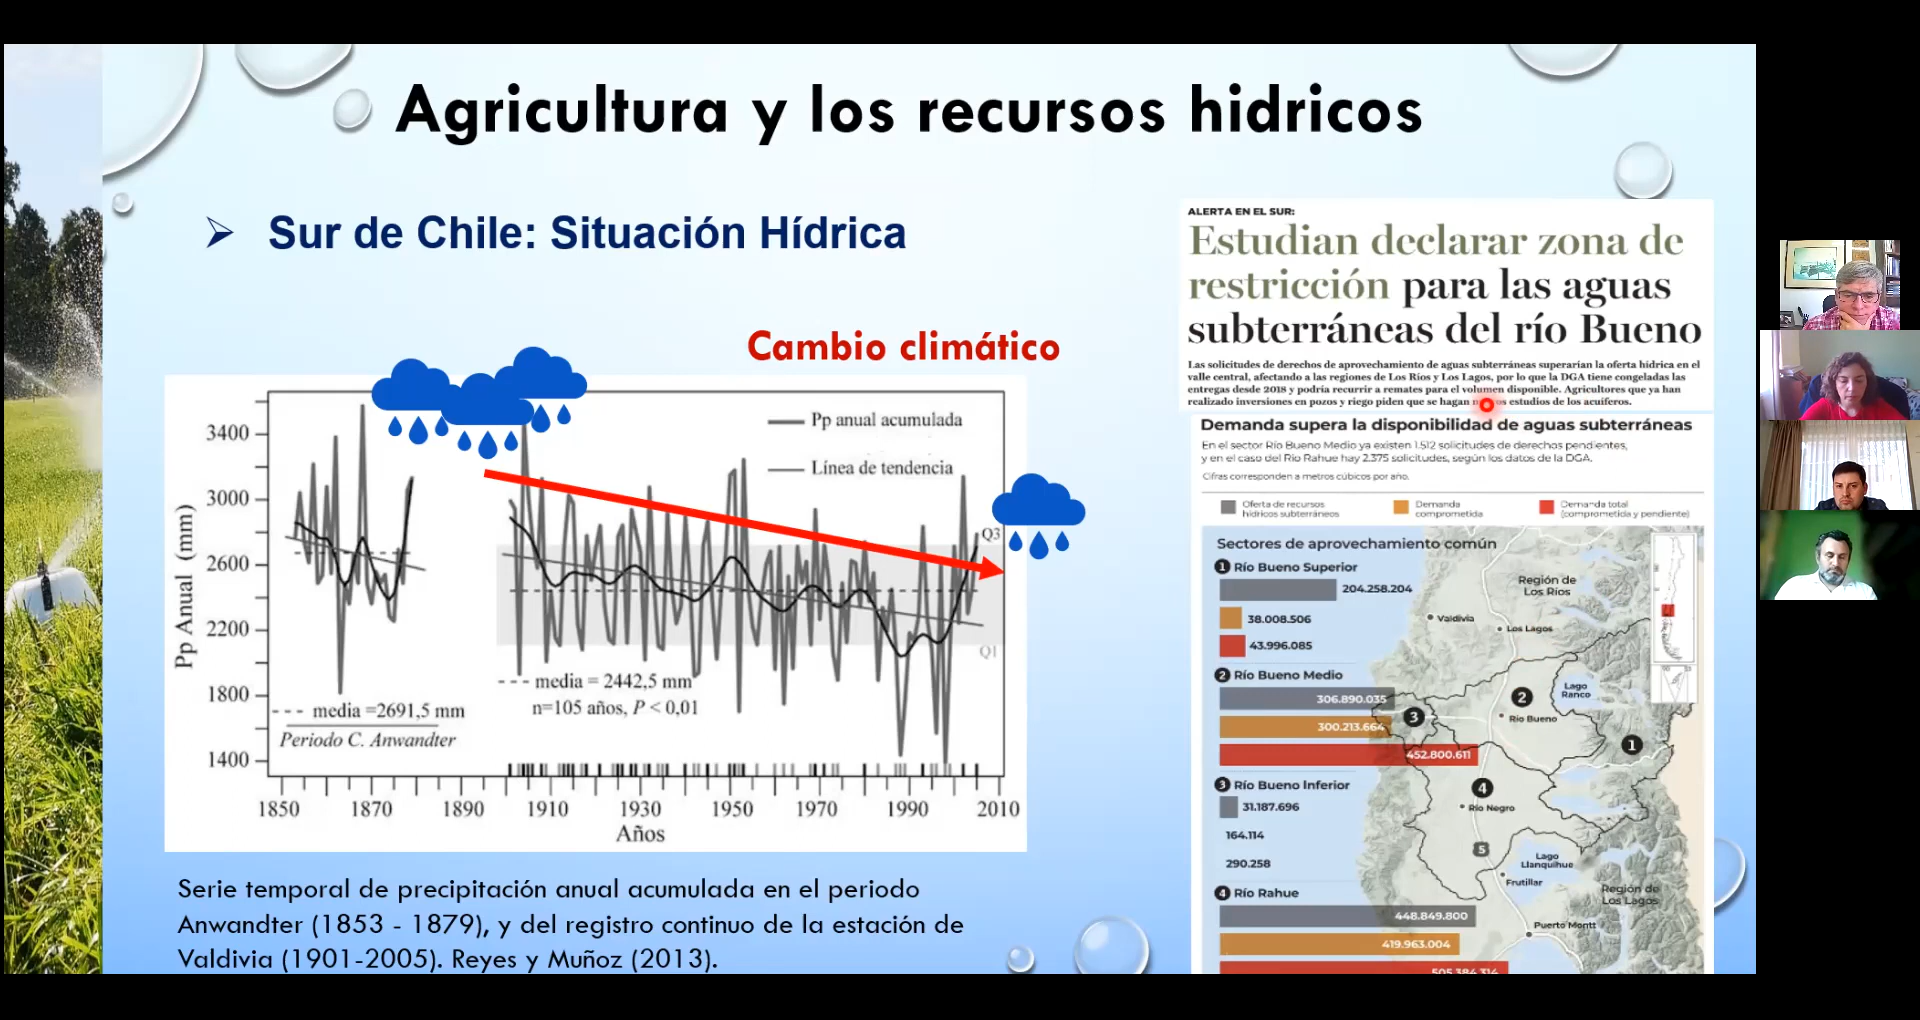 Agricultura y los recursos hidricos
Sur de Chile: Situación Hídrica
Cambio climático
Pp anual acumulada
Línea de tendencia
Pp Anual (mm)
3400
3000
2600
2200
1800
1400
Q3
Q1
media = 2442,5 mm
n=105 años, P < 0,01
media =2691,5 mm
Periodo C. Anwandter
1850 1870 1890 1910 1930 1950 1970 1990 2010
Años
Serie temporal de precipitación anual acumulada en el periodo
Anwandter (1853 - 1879), y del registro continuo de la estación de
Valdivia (1901-2005). Reyes y Muñoz (2013).
ALERTA EN EL SUR:
Estudian declarar zona de
restricción para las aguas
subterráneas del río Bueno
Las solicitudes de derechos de aprovechamiento de aguas subterráneas superarían la oferta hídrica en el
valle central, afectando a las regiones de Los Ríos y Los Lagos, por lo que la DGA tiene congeladas las
entregas desde 2018 y podría recurrir a remates para el volumen disponible. Agricultores que ya han
realizado inversiones en pozos y riego piden que se hagan estudios de los acuíferos.
Demanda supera la disponibilidad de aguas subterráneas
En el sector Río Bueno Medio ya existen 1.512 solicitudes de derechos pendientes,
y en el caso del Río Rahue hay 2.375 solicitudes, según los datos de la DGA.
Cifras corresponden a metros cúbicos por año.
Oferta de recursos
hídricos subterráneos
Demanda
comprometida
Demanda total
(comprometida y pendiente)
Sectores de aprovechamiento común
1 Río Bueno Superior
204.258.204
38.008.506
43.996.085
2 Río Bueno Medio
306.890.035
300.213.664
452.800.611
3 Río Bueno Inferior
31.187.696
164.114
290.258
4 Río Rahue
448.849.800
419.963.004
505.384.314
Región de
Los Ríos
Valdivia
Los Lagos
2
Lago
Ranco
Río Bueno
3
1
4
Río Negro
5
Lago
Llanquihue
Frutillar
Región de
Los Lagos
Puerto Montt